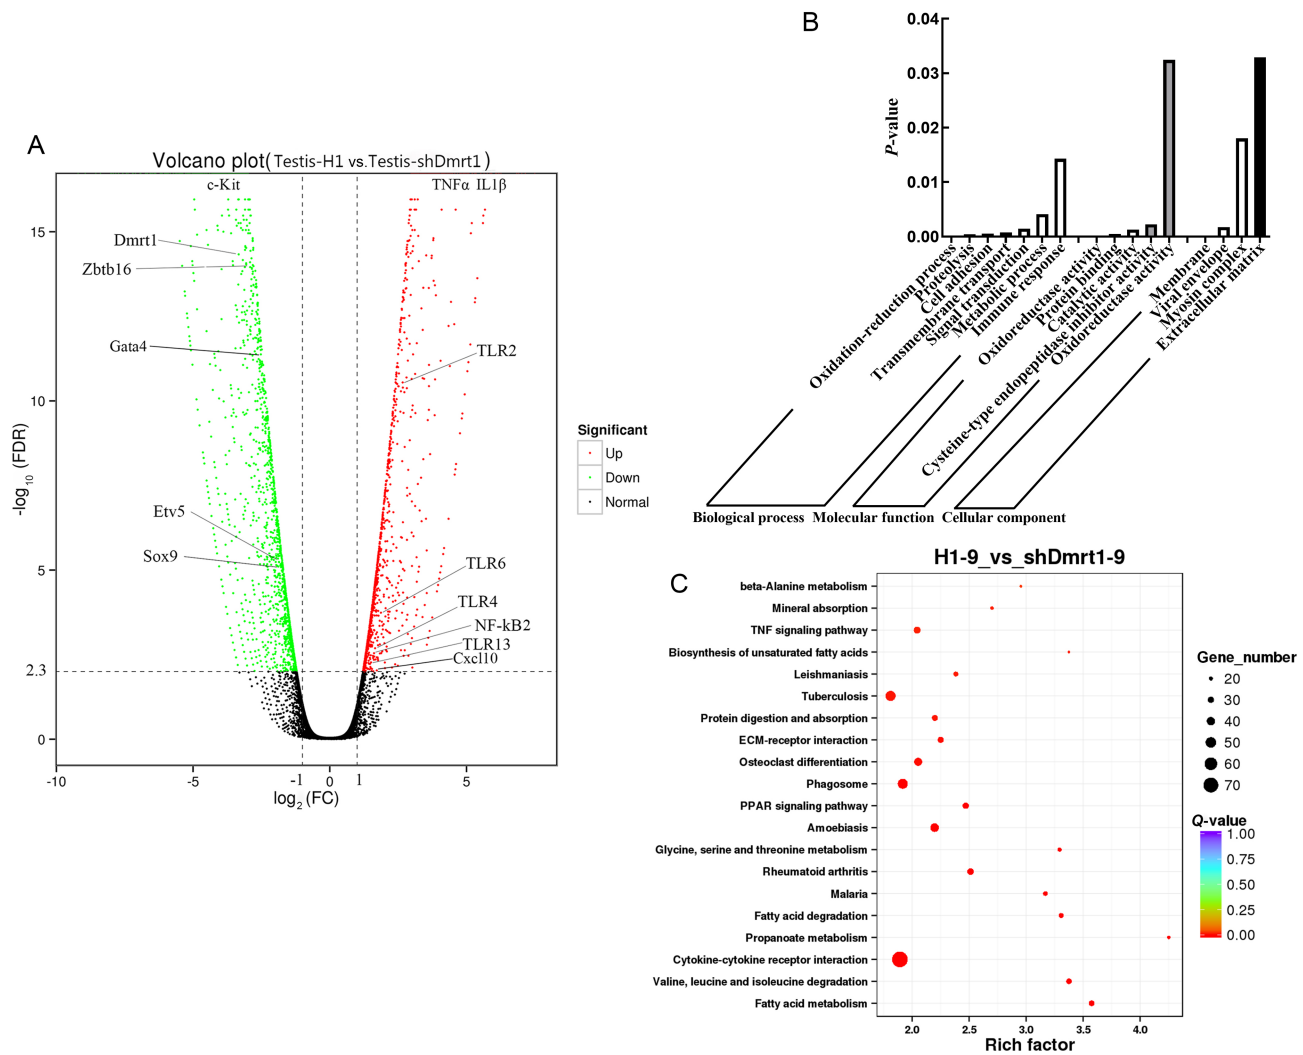 A
Volcano plot(Testis-H1 vs.Testis-shDmrt1)
c-Kit
TNFα IL1β
Dmrt1
Zbtb16
Gata4
TLR2
Etv5
Sox9
TLR6
TLR4
NF-kB2
TLR13
Cxcl10
15
10
5
2.3
0
-log10 (FDR)
-10
-5
-1
0
1
5
log2 (FC)
Significant
Up
Down
Normal
B
0.04
0.03
0.02
0.01
0.00
P-value
Oxidation-reduction process
Proteolysis
Cell adhesion
Transmembrane transport
Signal transduction
Metabolic process
Immune response
Oxidoreductase activity
Protein binding
Catalytic activity
Cysteine-type endopeptidase inhibitor activity
Oxidoreductase activity
Membrane
Viral envelope
Myosin complex
Extracellular matrix
Biological process
Molecular function
Cellular component
C
H1-9_vs_shDmrt1-9
beta-Alanine metabolism
Mineral absorption
TNF signaling pathway
Biosynthesis of unsaturated fatty acids
Leishmaniasis
Tuberculosis
Protein digestion and absorption
ECM-receptor interaction
Osteoclast differentiation
Phagosome
PPAR signaling pathway
Amoebiasis
Glycine, serine and threonine metabolism
Rheumatoid arthritis
Malaria
Fatty acid degradation
Propanoate metabolism
Cytokine-cytokine receptor interaction
Valine, leucine and isoleucine degradation
Fatty acid metabolism
2.0
2.5
3.0
3.5
4.0
Rich factor
Gene_number
20
30
40
50
60
70
Q-value
1.00
0.75
0.50
0.25
0.00